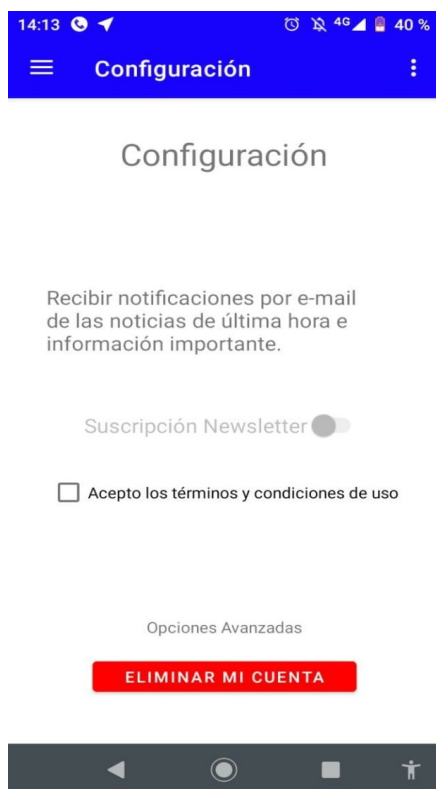 14:13 4G 40 %
Configuración
Configuración
Recibir notificaciones por e-mail
de las noticias de última hora e
información importante.
Suscripción Newsletter
Acepto los términos y condiciones de uso
Opciones Avanzadas
ELIMINAR MI CUENTA